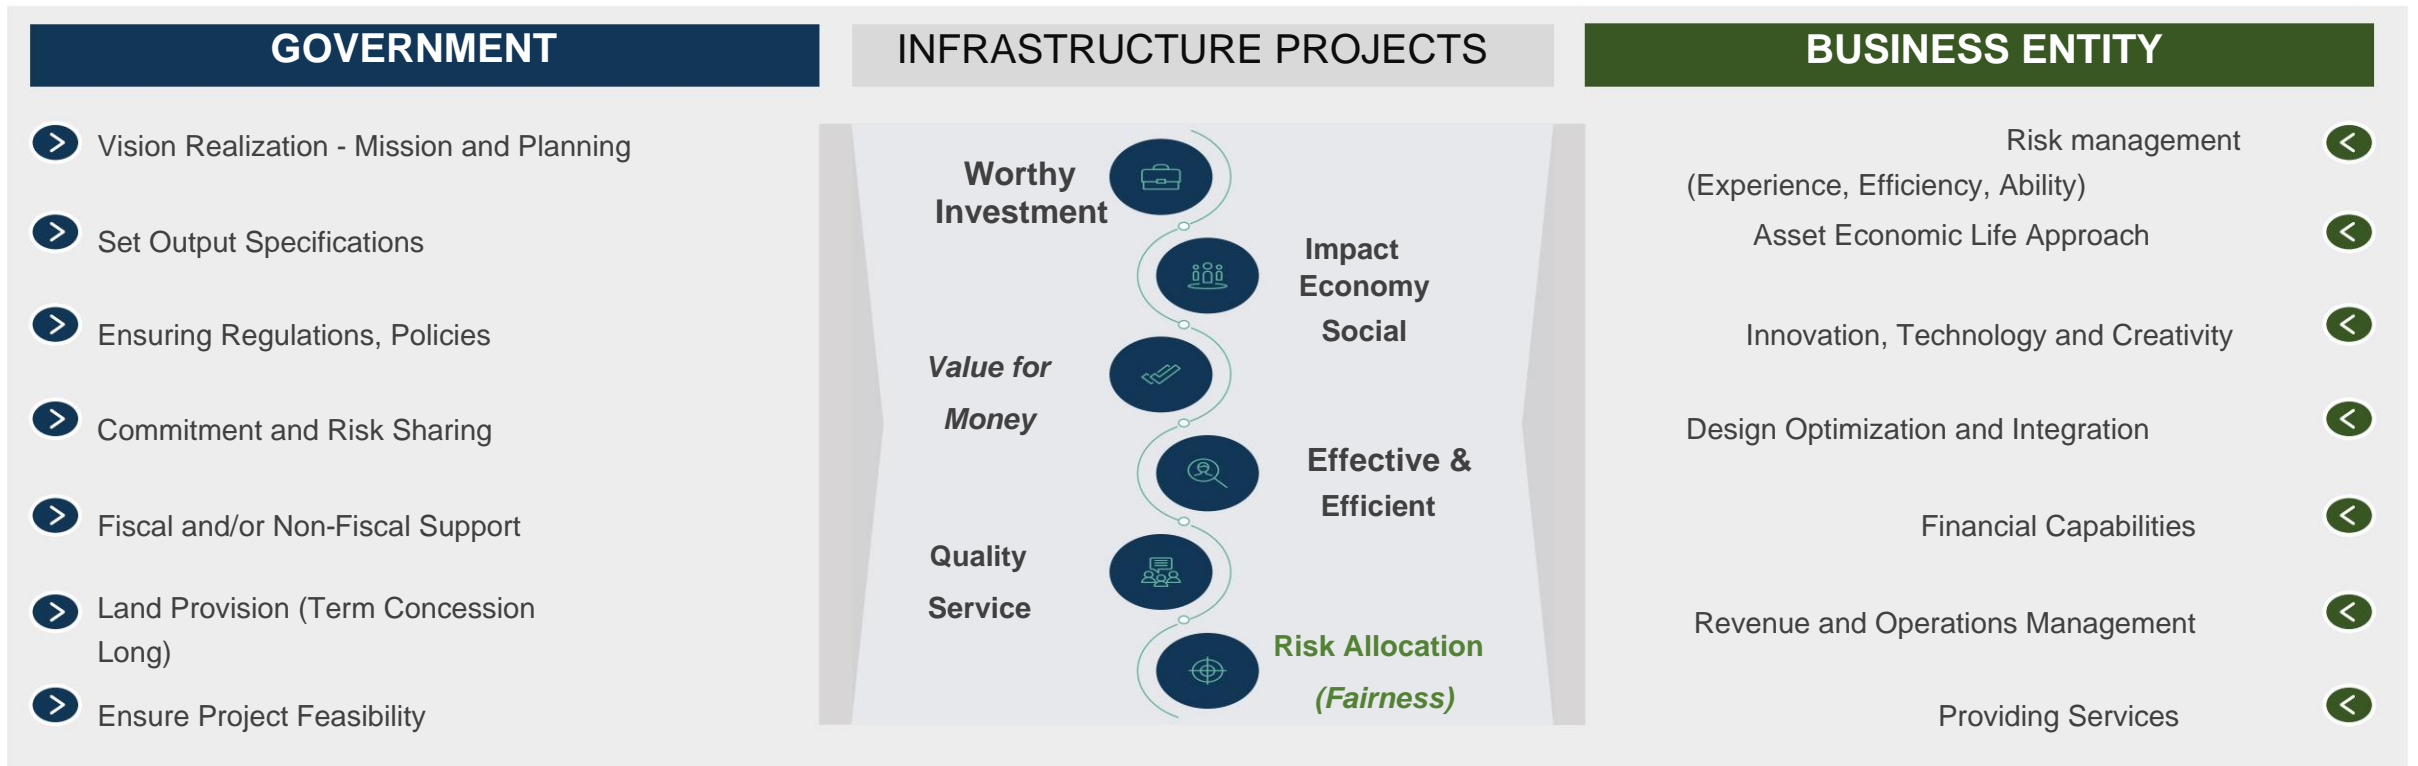 GOVERNMENT
Vision Realization - Mission and Planning
Set Output Specifications
Ensuring Regulations, Policies
Commitment and Risk Sharing
Fiscal and/or Non-Fiscal Support
Land Provision (Term Concession
Long)
Ensure Project Feasibility
INFRASTRUCTURE PROJECTS
Worthy
Investment
Impact
Economy
Social
Value for
Money
Effective &
Efficient
Quality
Service
Risk Allocation
(Fairness)
BUSINESS ENTITY
Risk management
(Experience, Efficiency, Ability)
Asset Economic Life Approach
Innovation, Technology and Creativity
Design Optimization and Integration
Financial Capabilities
Revenue and Operations Management
Providing Services